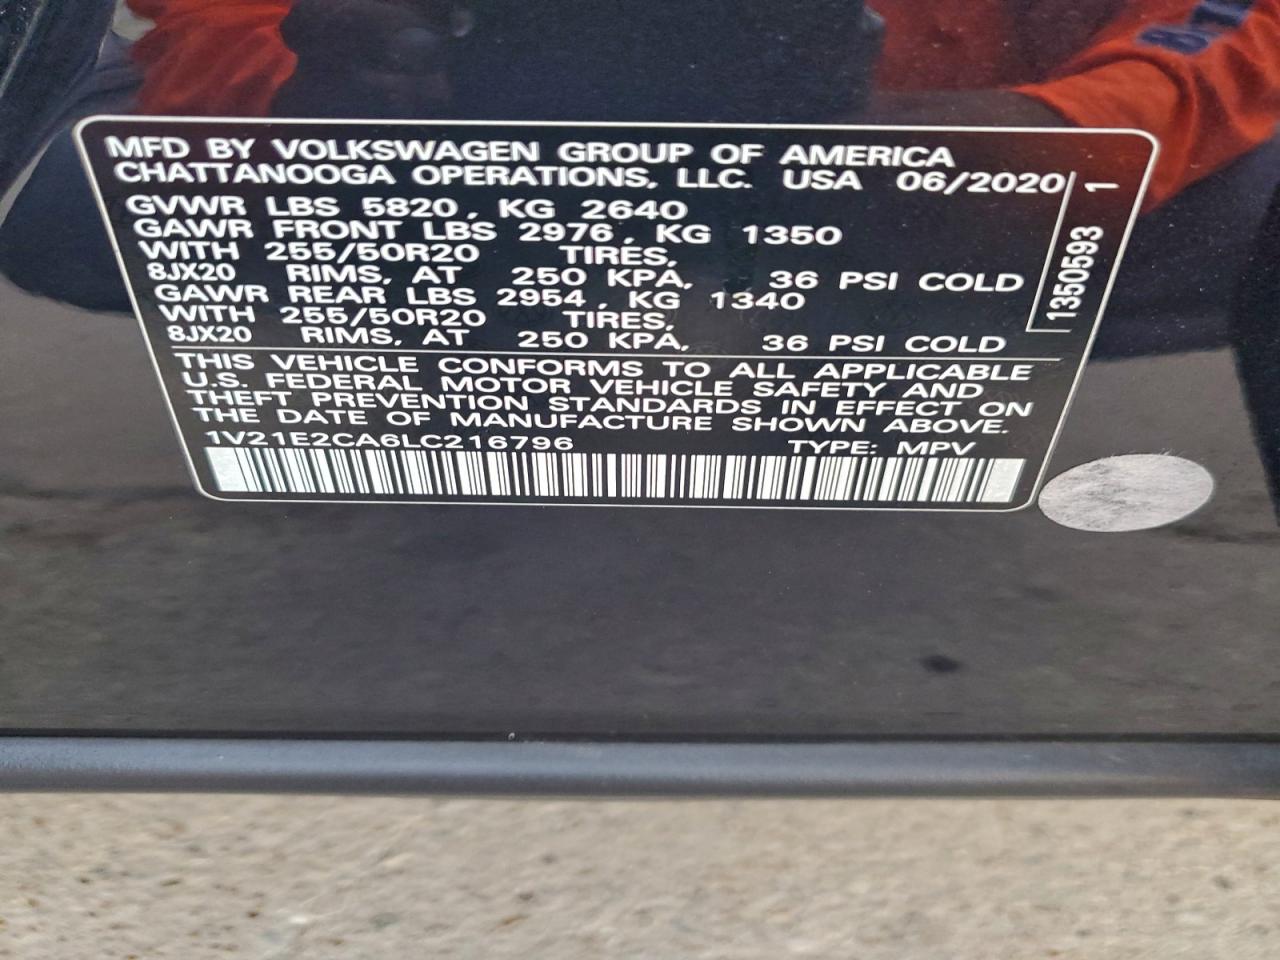 MFD BY VOLKSWAGEN GROUP OF AMERICA
CHATTANOOGA OPERATIONS, LLC. USA 06/2020
GVWR LBS 5820, KG 2640
GAWR FRONT LBS 2976, KG 1350
WITH 255/50R20 TIRES,
8JX20 RIMS, AT 250 KPA, 36 PSI COLD
GAWR REAR LBS 2954, KG 1340
WITH 255/50R20 TIRES,
8JX20 RIMS, AT 250 KPA, 36 PSI COLD
1350593 1
THIS VEHICLE CONFORMS TO ALL APPLICABLE
U.S. FEDERAL MOTOR VEHICLE SAFETY AND
THEFT PREVENTION STANDARDS IN EFFECT ON
THE DATE OF MANUFACTURE SHOWN ABOVE.
1V21E2CA6LC216796 TYPE: MPV